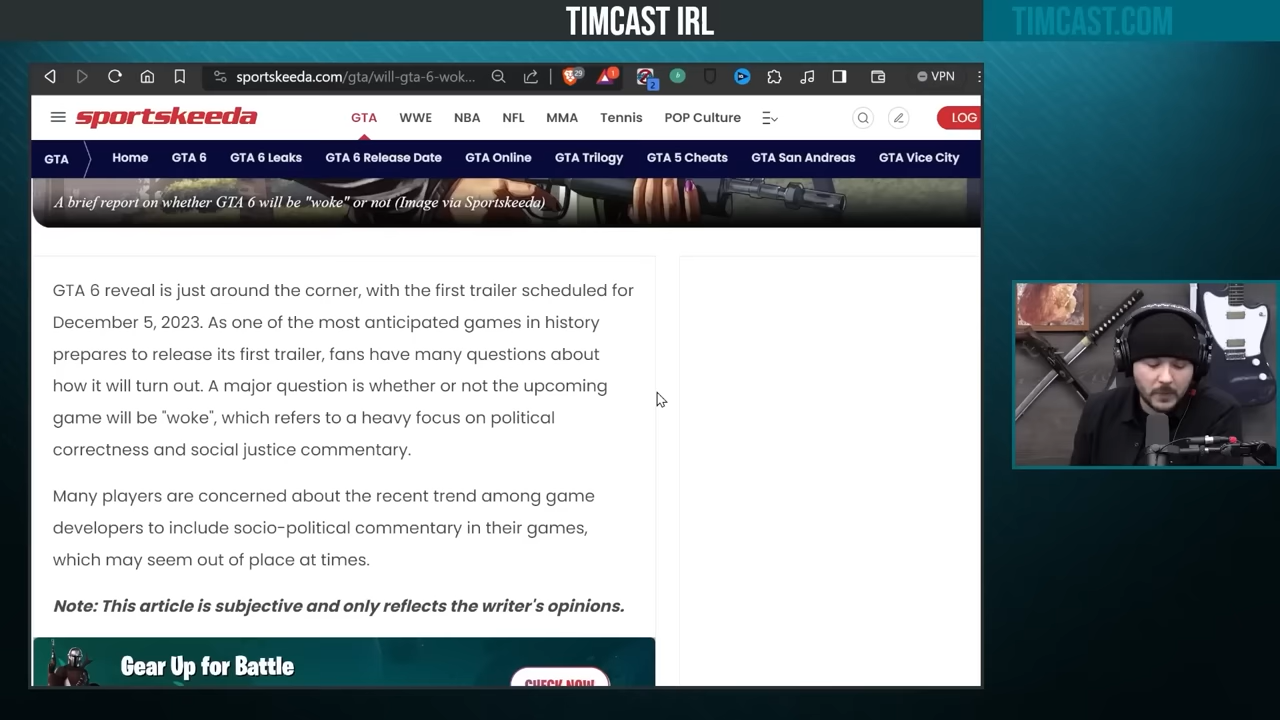 TIMCAST IRL
TIMCAST.COM
sportskeeda.com/gta/will-gta-6-wok...
29
1
2
VPN
sportskeeda
GTA
WWE
NBA
NFL
MMA
Tennis
POP Culture
LOG
GTA
Home
GTA 6
GTA 6 Leaks
GTA 6 Release Date
GTA Online
GTA Trilogy
GTA 5 Cheats
GTA San Andreas
GTA Vice City
A brief report on whether GTA 6 will be "woke" or not (Image via Sportskeeda)
GTA 6 reveal is just around the corner, with the first trailer scheduled for
December 5, 2023. As one of the most anticipated games in history
prepares to release its first trailer, fans have many questions about
how it will turn out. A major question is whether or not the upcoming
game will be "woke", which refers to a heavy focus on political
correctness and social justice commentary.
Many players are concerned about the recent trend among game
developers to include socio-political commentary in their games,
which may seem out of place at times.
Note: This article is subjective and only reflects the writer's opinions.
Gear Up for Battle
CHECK NOW